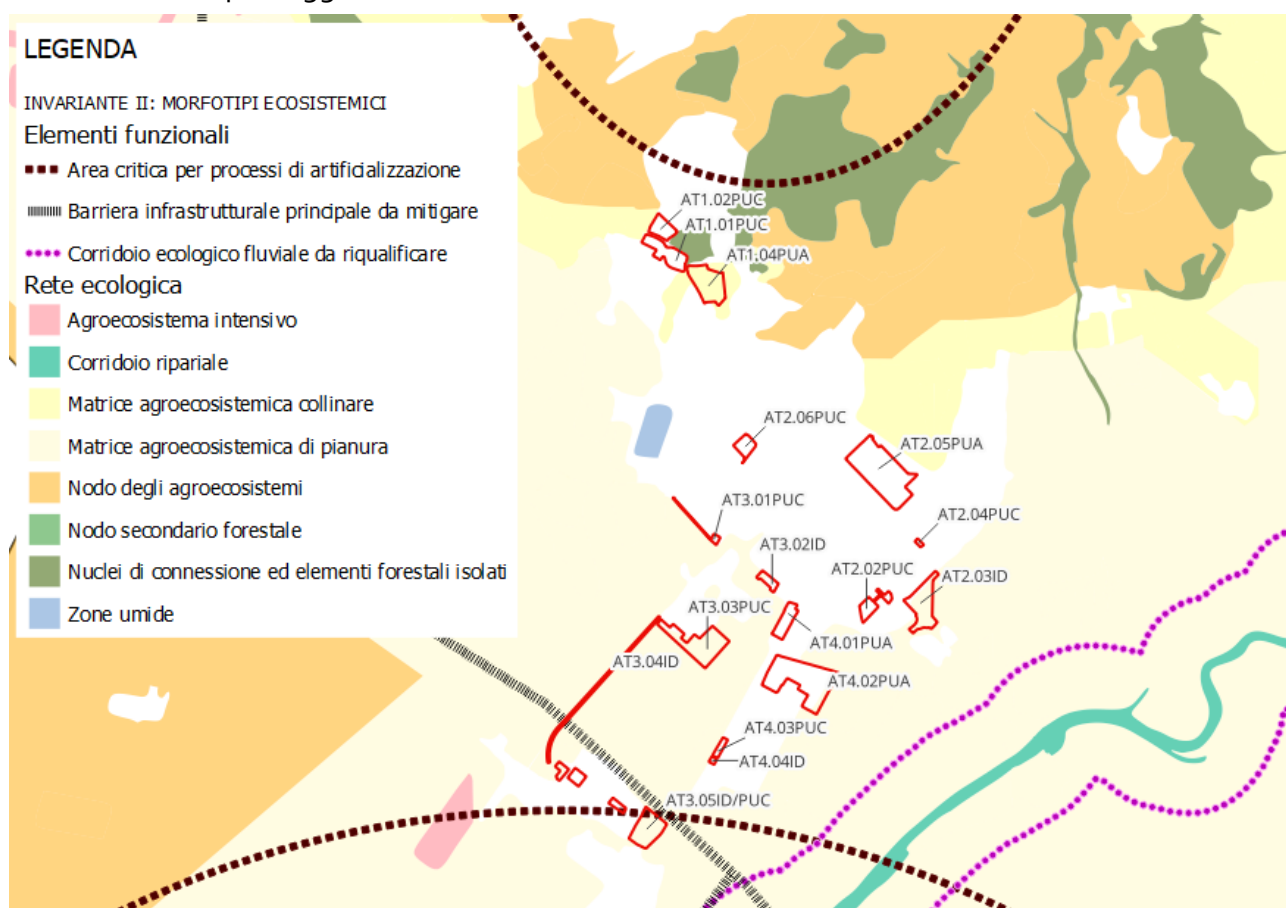 LEGENDA
INVARIANTE II: MORFOTIPI ECOSISTEMICI
Elementi funzionali
Area critica per processi di artificializzazione
Barriera infrastrutturale principale da mitigare
Corridoio ecologico fluviale da riqualificare
Rete ecologica
Agroecosistema intensivo
Corridoio ripariale
Matrice agroecosistemica collinare
Matrice agroecosistemica di pianura
Nodo degli agroecosistemi
Nodo secondario forestale
Nuclei di connessione ed elementi forestali isolati
Zone umide
AT1.02PUC
AT1.01PUC
AT1.04PUA
AT2.06PUC
AT2.05PUA
AT3.01PUC
AT2.04PUC
AT3.02ID
AT2.02PUC
AT2.03ID
AT3.03PUC
AT4.01PUA
AT3.04ID
AT4.02PUA
AT4.03PUC
AT4.04ID
AT3.05ID/PUC